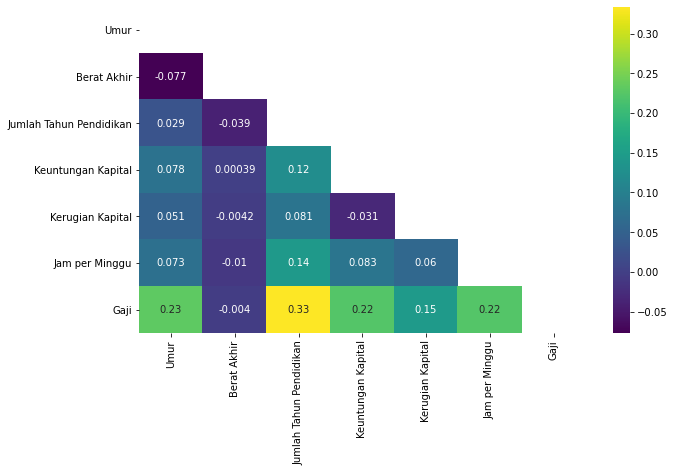 Umur
Berat Akhir -0.077
Jumlah Tahun Pendidikan 0.029 -0.039
Keuntungan Kapital 0.078 0.00039 0.12
Kerugian Kapital 0.051 -0.0042 0.081 -0.031
Jam per Minggu 0.073 -0.01 0.14 0.083 0.06
Gaji 0.23 -0.004 0.33 0.22 0.15 0.22
Umur
Berat Akhir
Jumlah Tahun Pendidikan
Keuntungan Kapital
Kerugian Kapital
Jam per Minggu
Gaji
0.30
0.25
0.20
0.15
0.10
0.05
0.00
-0.05